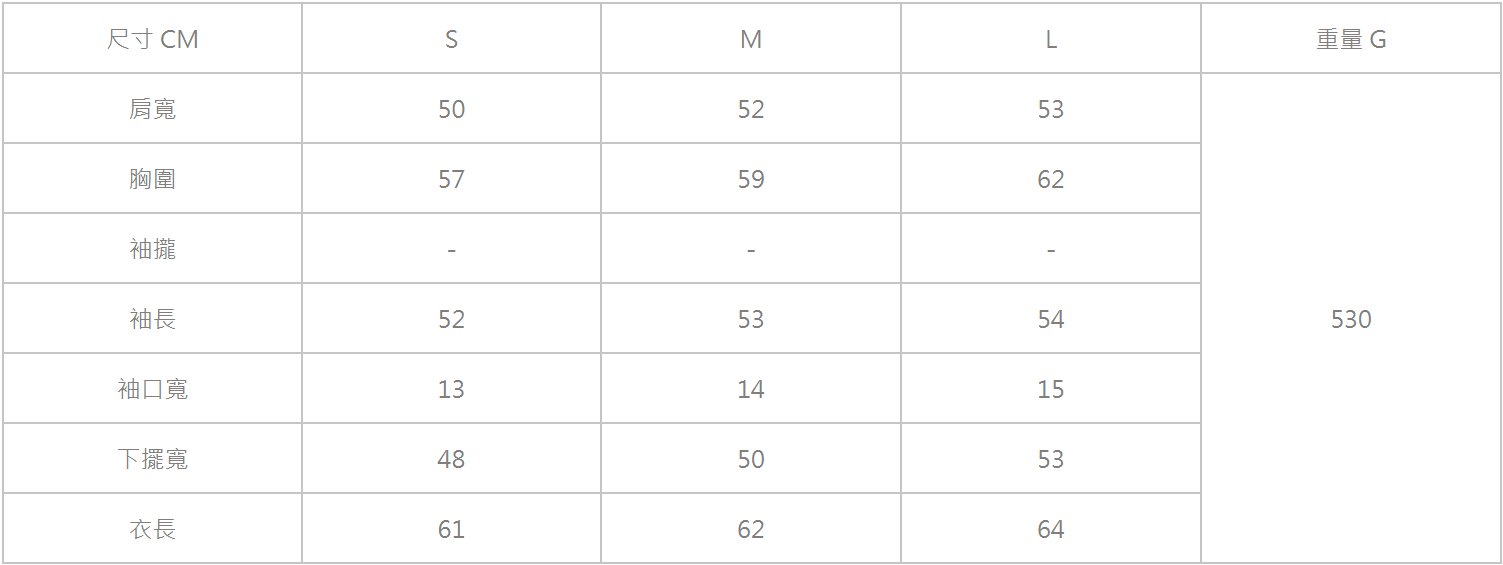 尺寸 CM S M L 重量 G
肩寬 50 52 53
胸圍 57 59 62
袖攏 - - -
袖長 52 53 54 530
袖口寬 13 14 15
下擺寬 48 50 53
衣長 61 62 64